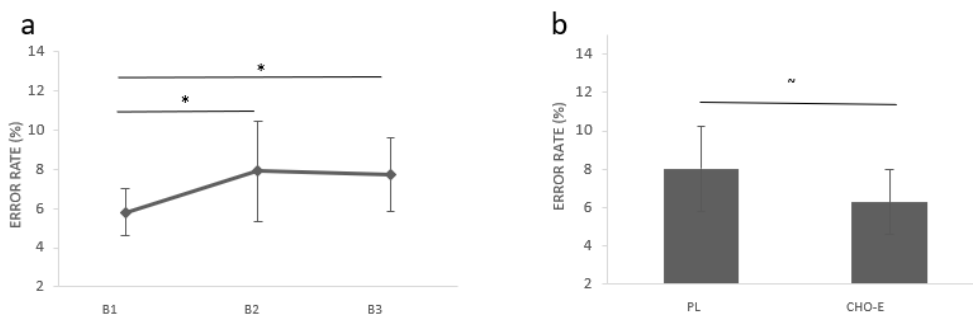 a
14
12
10
8
6
4
2
ERROR RATE (%)
*
*
B1
B2
B3
b
14
12
10
8
6
4
2
ERROR RATE (%)
~
PL
CHO-E